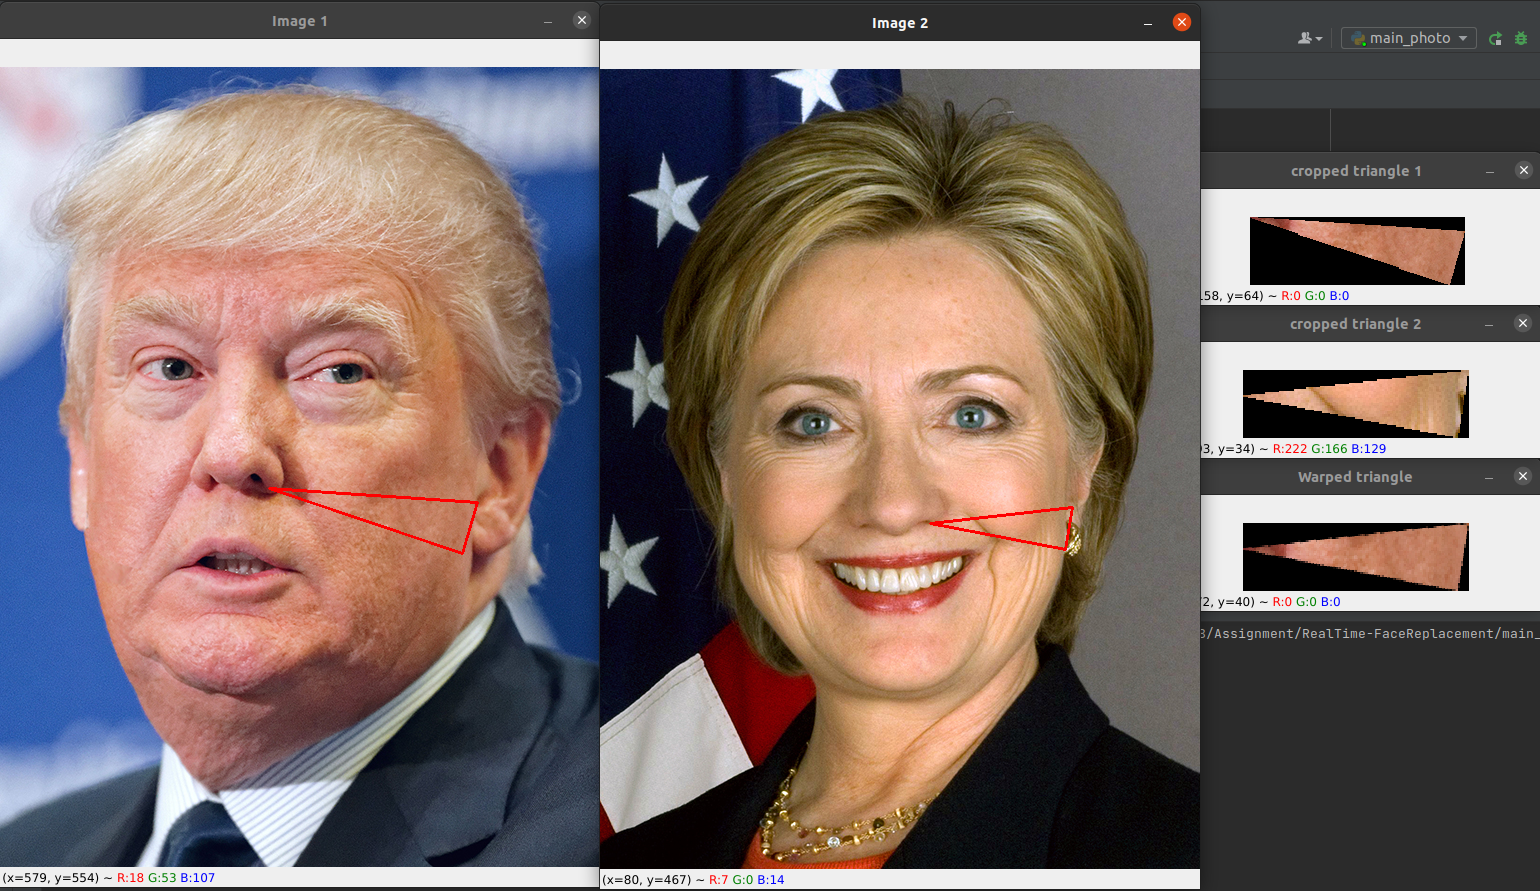 Image 1
Image 2
main_photo
cropped triangle 1
58, y=64) ~ R:0 G:0 B:0
cropped triangle 2
3, y=34) ~ R:222 G:166 B:129
Warped triangle
2, y=40) ~ R:0 G:0 B:0
/Assignment/RealTime-FaceReplacement/main_
(x=579, y=554) ~ R:18 G:53 B:107
(x=80, y=467) ~ R:7 G:0 B:14